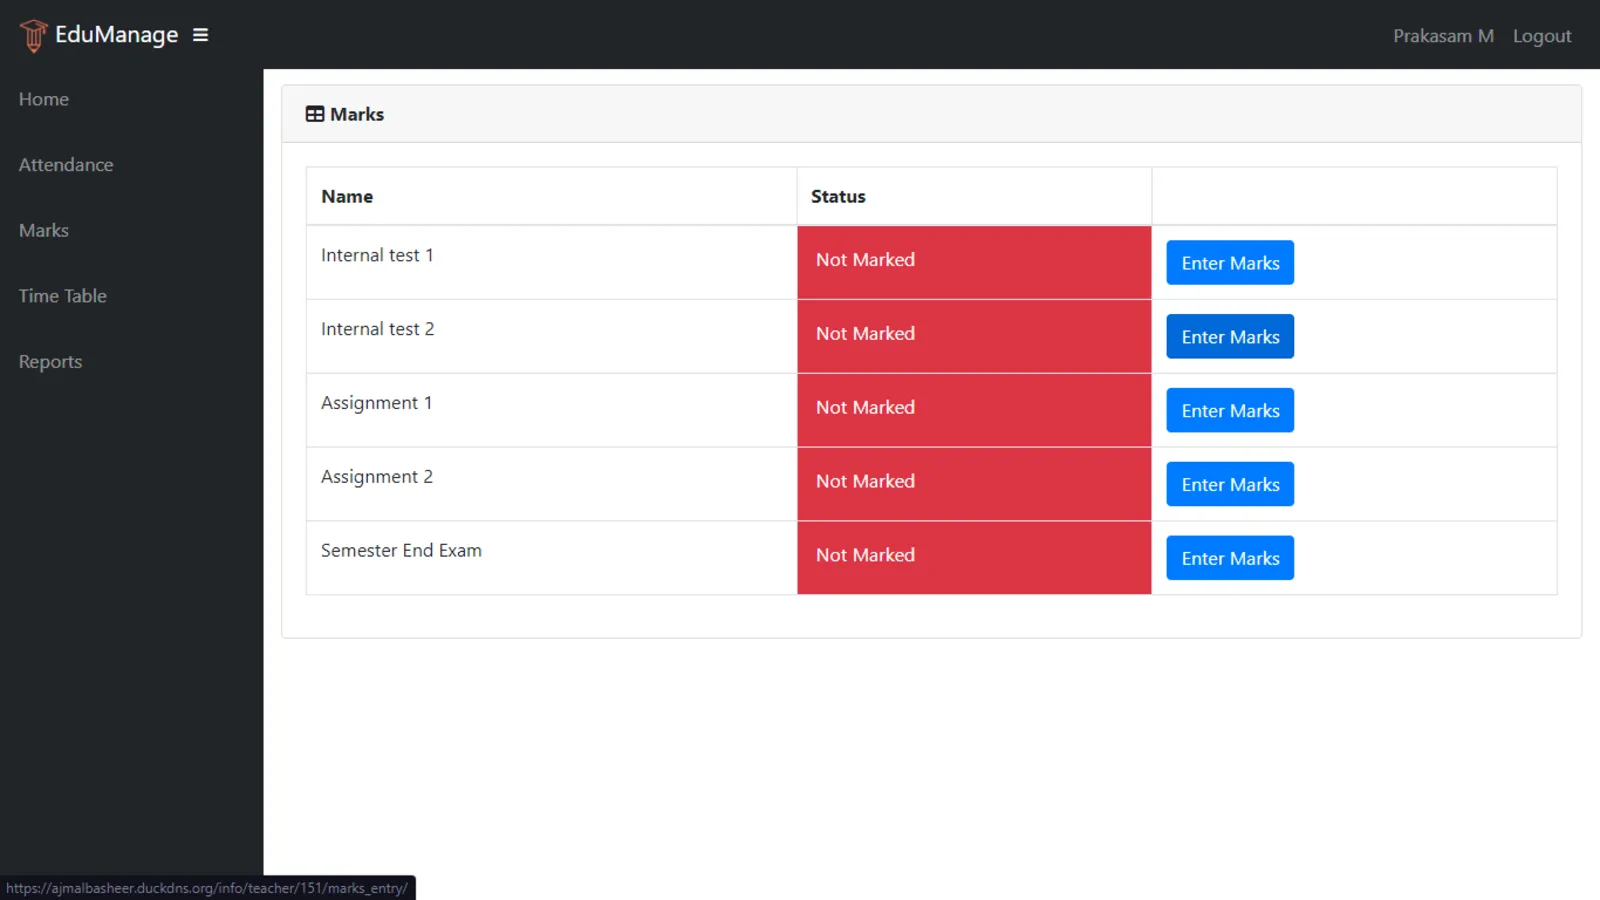 EduManage
Prakasam M Logout
Home
Attendance
Marks
Time Table
Reports
Marks
Name Status
Internal test 1 Not Marked Enter Marks
Internal test 2 Not Marked Enter Marks
Assignment 1 Not Marked Enter Marks
Assignment 2 Not Marked Enter Marks
Semester End Exam Not Marked Enter Marks
https://ajmalbasheer.duckdns.org/info/teacher/151/marks_entry/